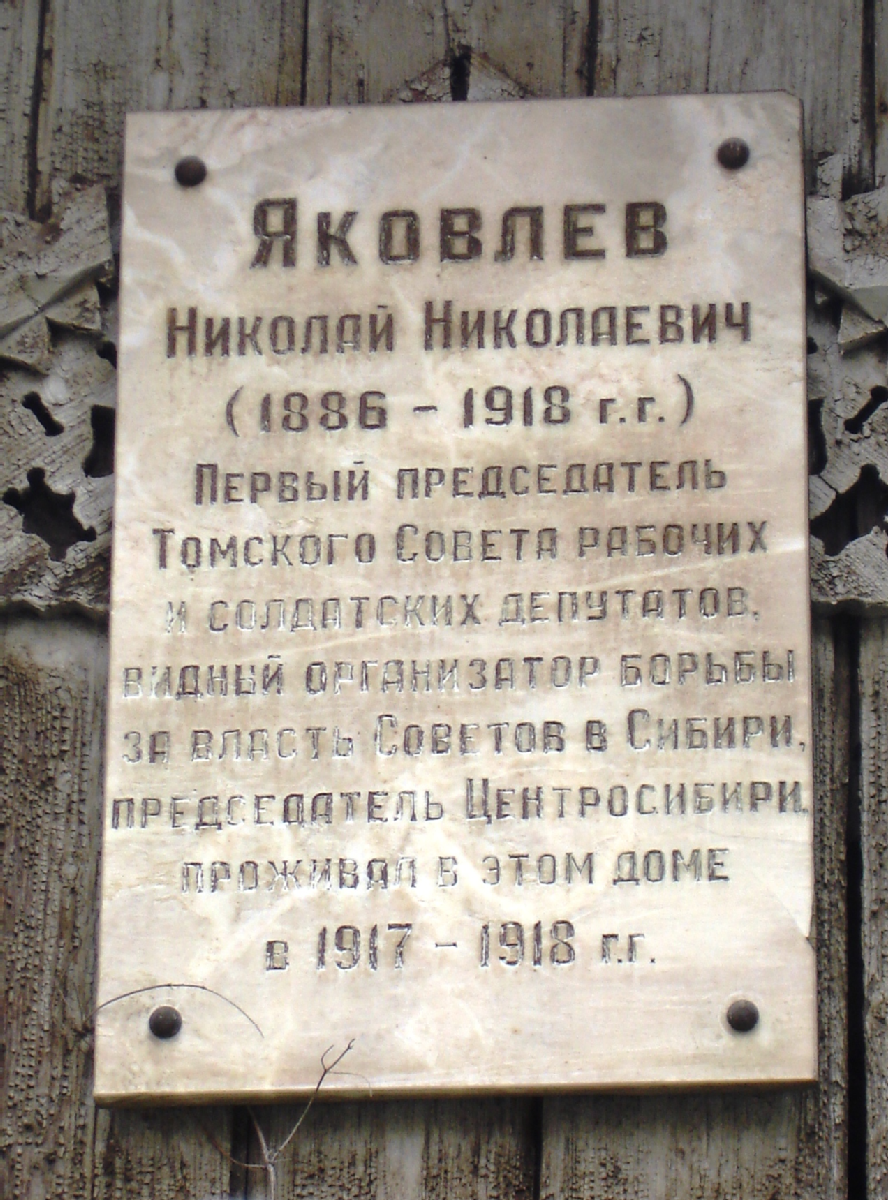 Яковлев
Николай Николаевич
(1886 - 1918 г.г.)
Первый председатель
Томского Совета рабочих
и солдатских депутатов,
видный организатор борьбы
за власть Советов в Сибири,
председатель Центросибири.
проживал в этом доме
в 1917 - 1918 г.г.